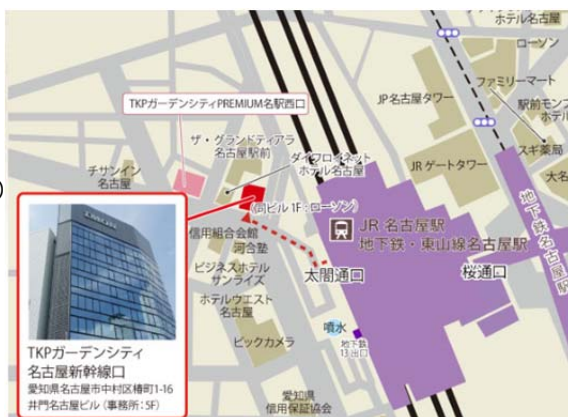 ホテル名古屋
ローソン
ファミリーマート
JP名古屋タワー
駅前モンブ
ホテル
スギ薬局
TKPガーデンシティPREMIUM名駅西口
ザ・グランドティアラ
名古屋駅前
ダイワロイネット
ホテル名古屋
JRゲートタワー
大名
チサンイン
名古屋
(同ビル1F:ローソン)
信用組合会館
河合塾
JR 名古屋駅
地下鉄・東山線名古屋駅
地下鉄名古屋駅
ビジネスホテル
サンライズ
太閤通口
桜通口
ホテルウエスト
名古屋
噴水
地下鉄
13出口
ビックカメラ
TKPガーデンシティ
名古屋新幹線口
愛知県名古屋市中村区椿町1-16
井門名古屋ビル(事務所:5F)
愛知県
信用保証協会